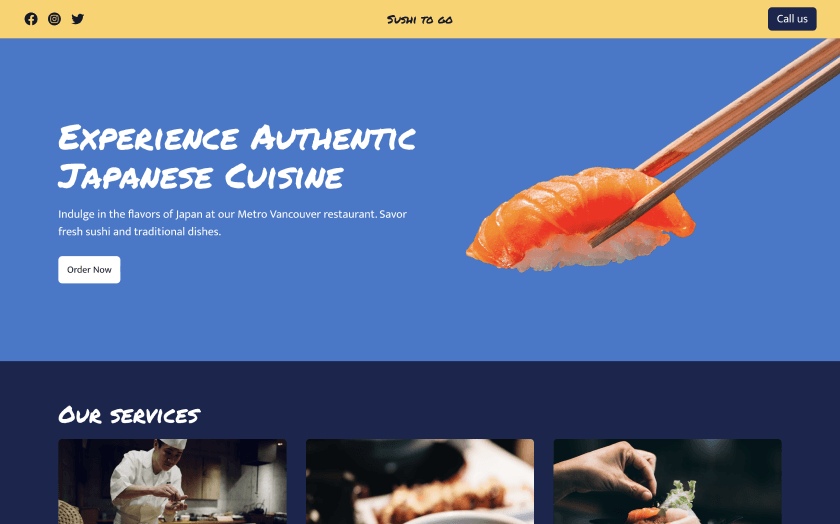 Sushi to go
Call us
Experience Authentic
Japanese Cuisine
Indulge in the flavors of Japan at our Metro Vancouver restaurant. Savor
fresh sushi and traditional dishes.
Order Now
Our services